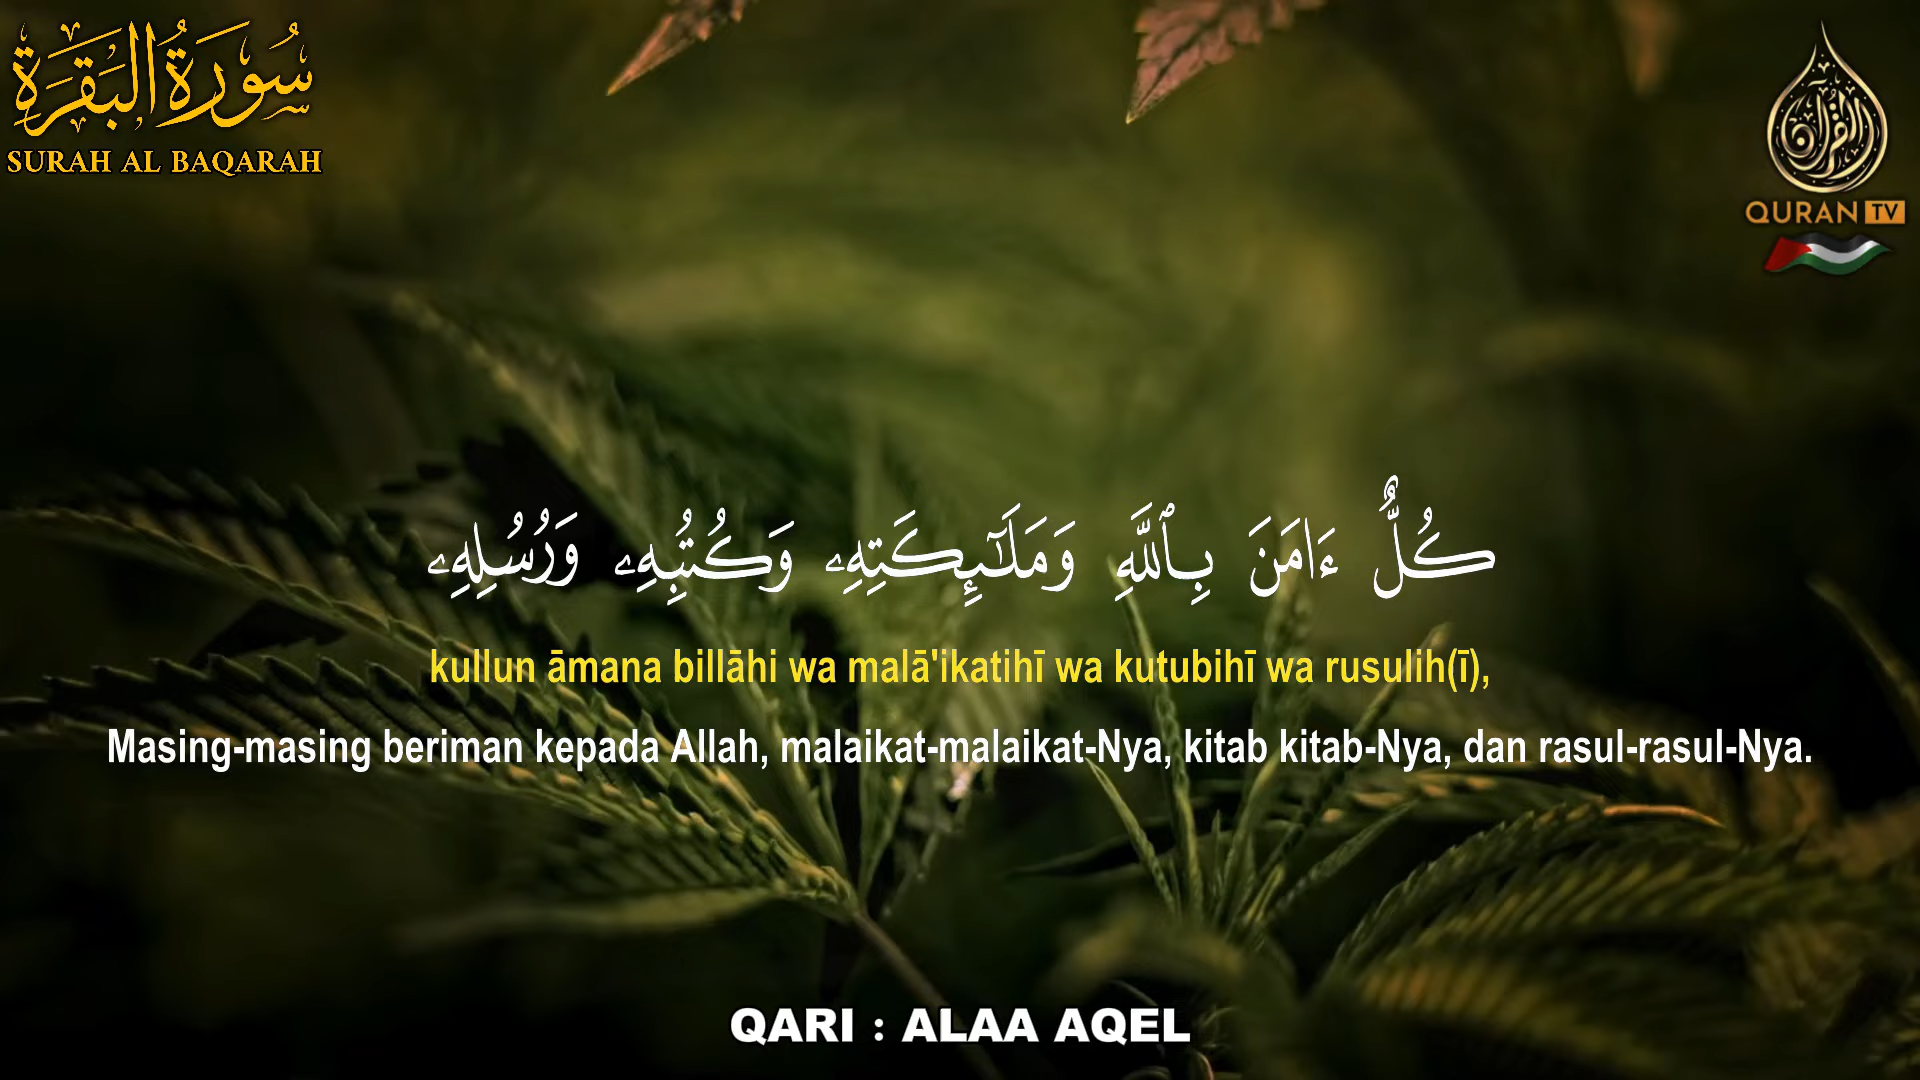 سُورَةُ الْبَقَرَةِ
SURAH AL BAQARAH
القرآن
QURAN TV
كُلٌّ ءَامَنَ بِٱللَّهِ وَمَلَـٰٓئِكَتِهِۦ وَكُتُبِهِۦ وَرُسُلِهِۦ
kullun āmana billāhi wa malā'ikatihī wa kutubihī wa rusulih(ī),
Masing-masing beriman kepada Allah, malaikat-malaikat-Nya, kitab kitab-Nya, dan rasul-rasul-Nya.
QARI : ALAA AQEL